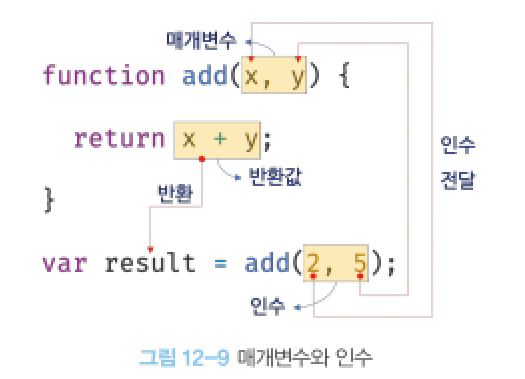 매개변수
function add(x, y) {
인수
전달
return x + y;
반환
반환값
}
var result = add(2, 5);
인수
그림 12-9 매개변수와 인수